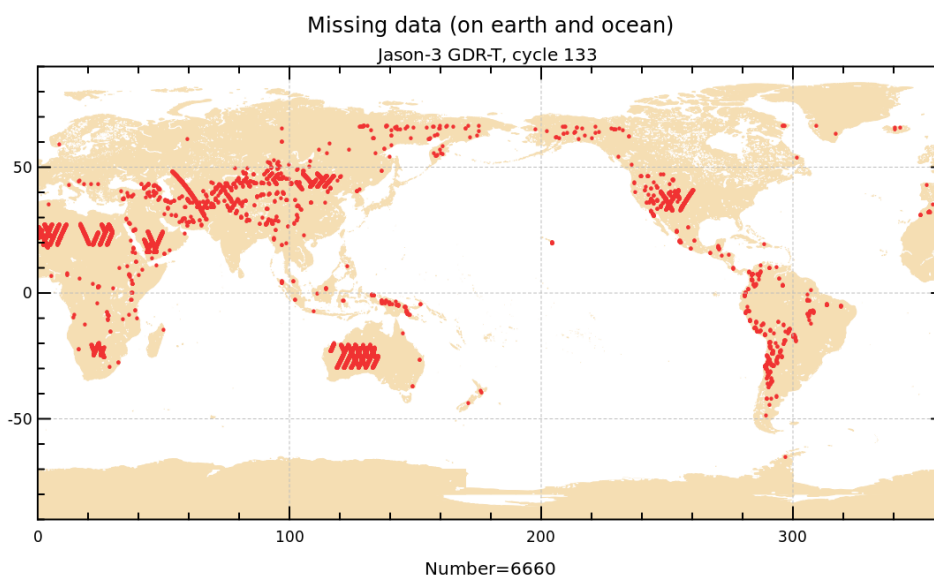 Missing data (on earth and ocean)
Jason-3 GDR-T, cycle 133
50
0
-50
0 100 200 300
Number=6660